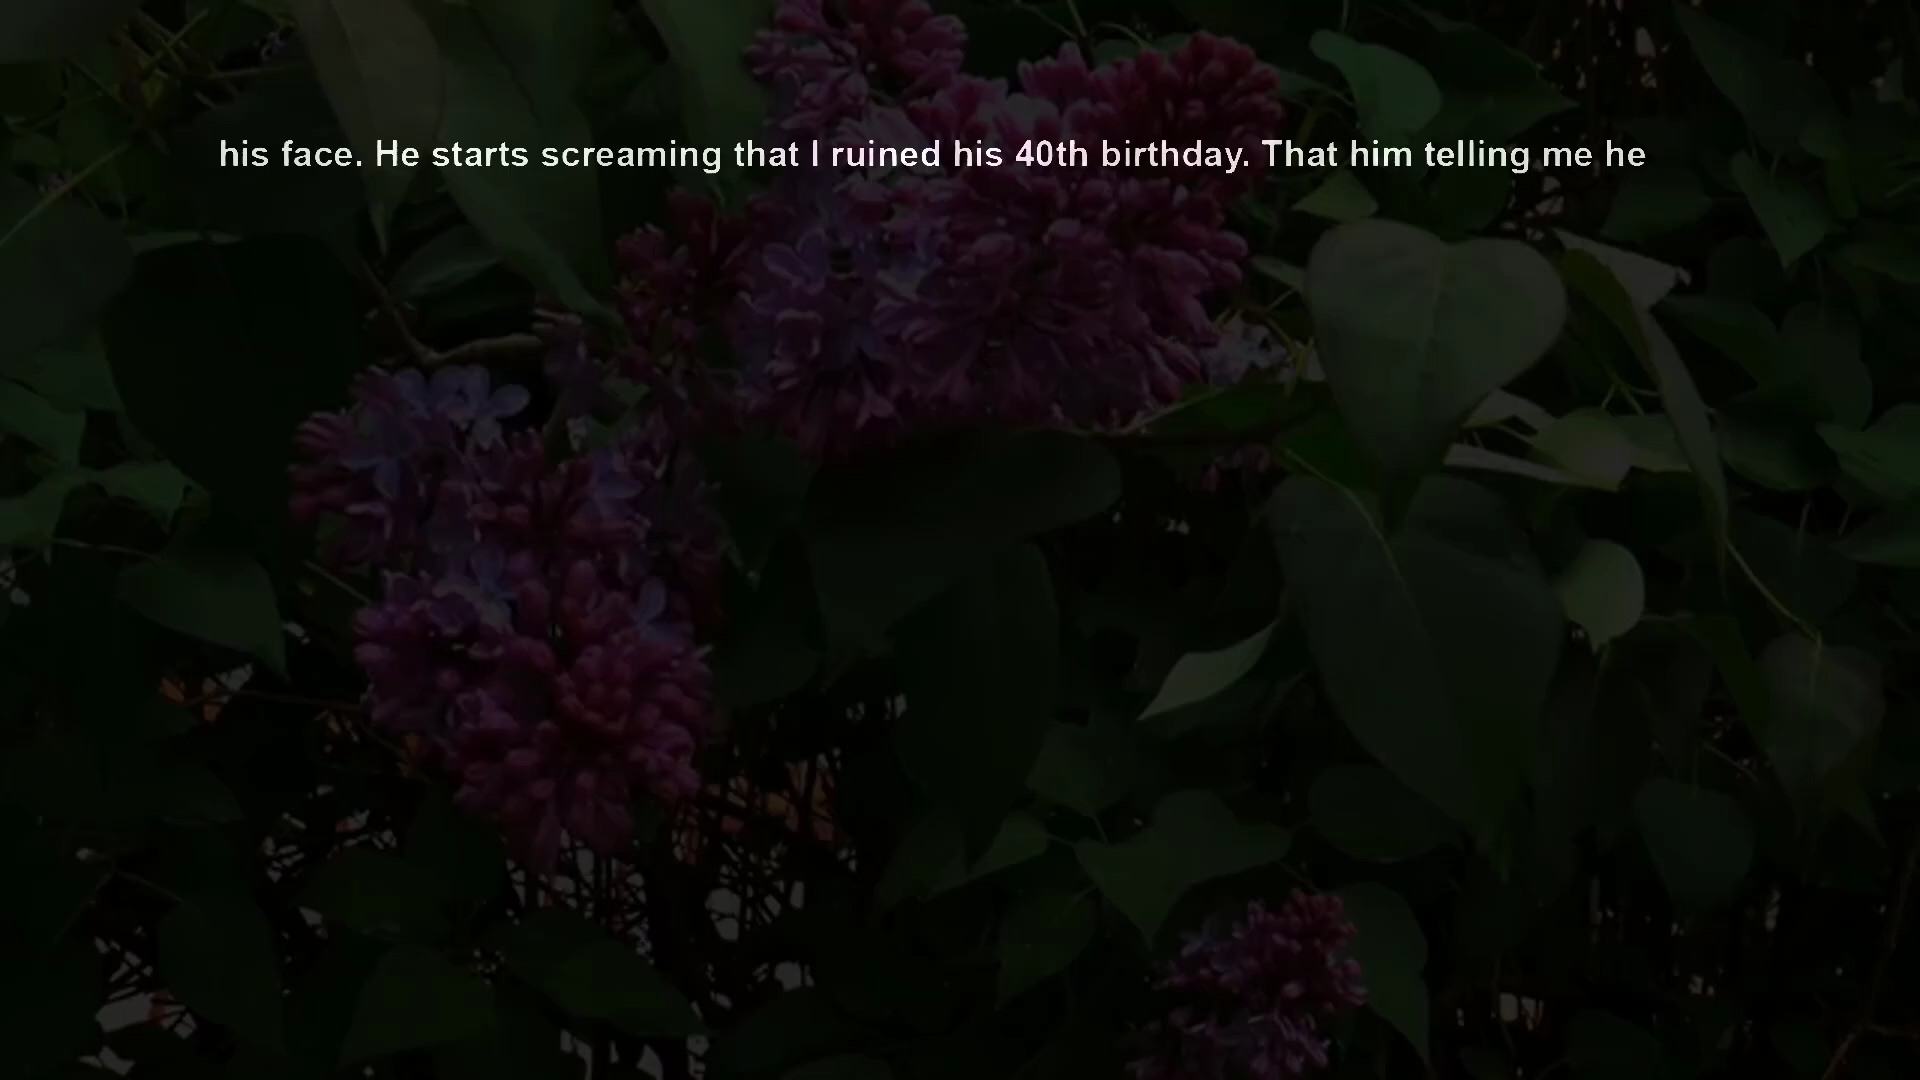 his face. He starts screaming that I ruined his 40th birthday. That him telling me he